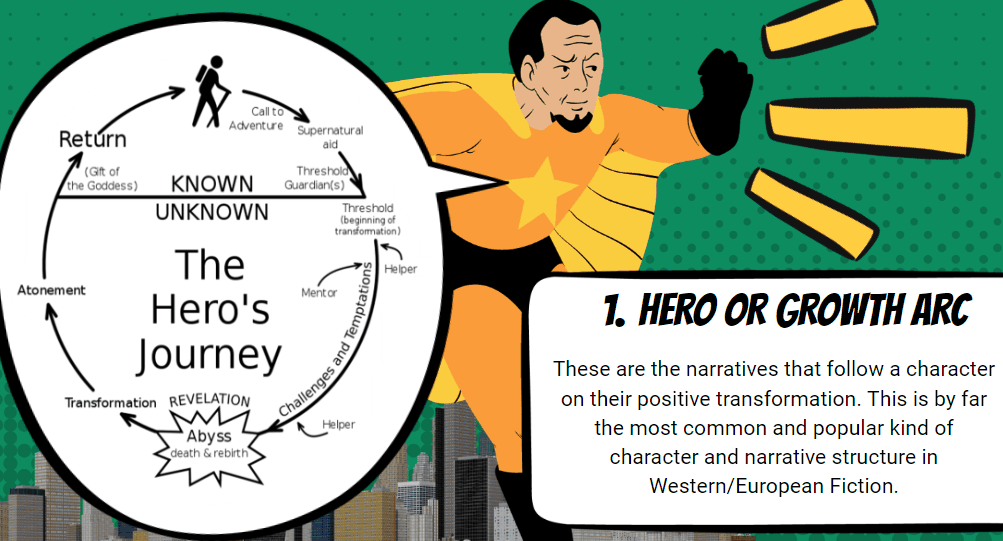 Call to
Adventure
Supernatural
aid
Threshold
Guardian(s)
Return
(Gift of
the Goddess)
KNOWN
UNKNOWN
Threshold
(beginning of
transformation)
Helper
Mentor
Challenges and Temptations
The
Hero's
Journey
Atonement
Transformation
REVELATION
Abyss
death & rebirth
Helper
1. HERO OR GROWTH ARC
These are the narratives that follow a character
on their positive transformation. This is by far
the most common and popular kind of
character and narrative structure in
Western/European Fiction.